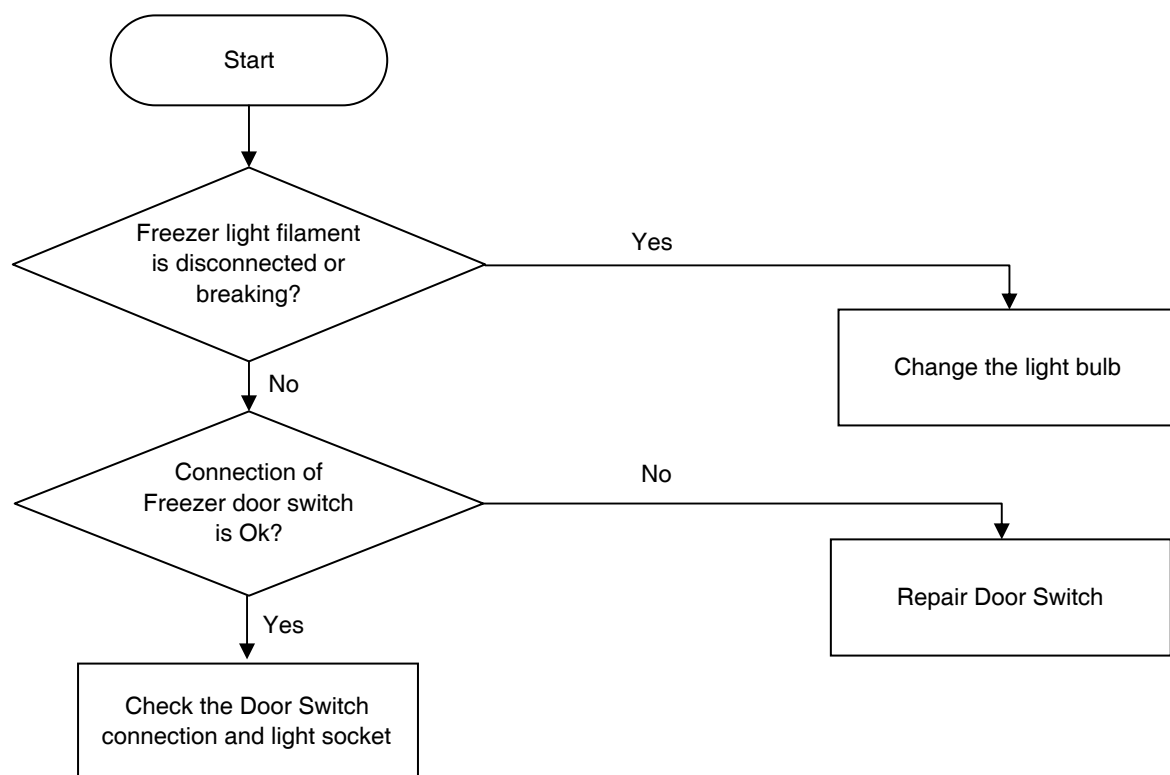 Start
Freezer light filament
is disconnected or
breaking?
Yes
Change the light bulb
No
Connection of
Freezer door switch
is Ok?
No
Repair Door Switch
Yes
Check the Door Switch
connection and light socket